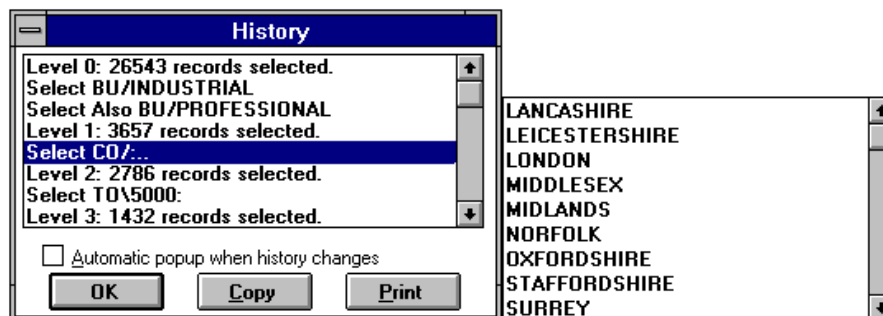 History
Level 0: 26543 records selected.
Select BU/INDUSTRIAL
Select Also BU/PROFESSIONAL
Level 1: 3657 records selected.
Select CO/:..
Level 2: 2786 records selected.
Select TO\5000:
Level 3: 1432 records selected.
Automatic popup when history changes
OK
Copy
Print
LANCASHIRE
LEICESTERSHIRE
LONDON
MIDDLESEX
MIDLANDS
NORFOLK
OXFORDSHIRE
STAFFORDSHIRE
SURREY